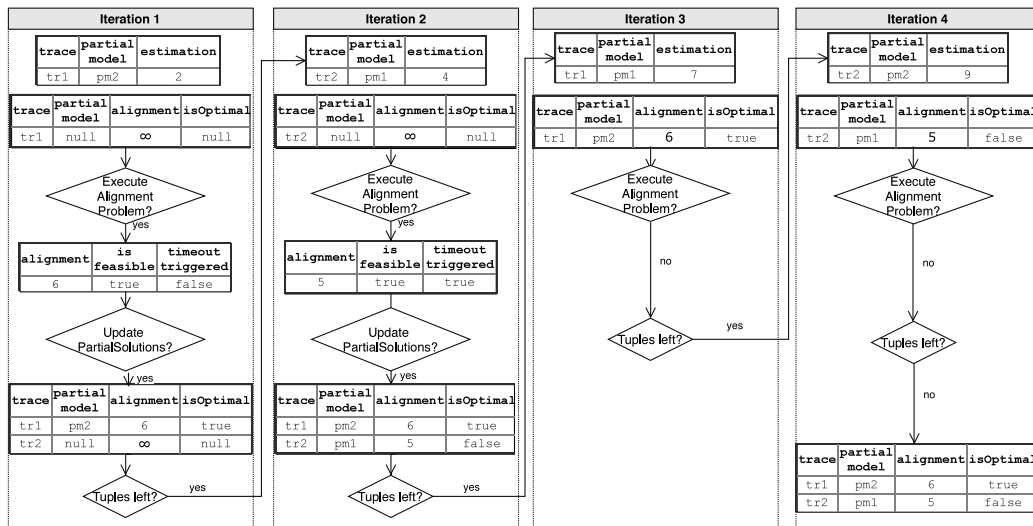 Iteration 1
trace partial model estimation
tr1 pm2 2
trace partial model alignment isOptimal
tr1 null ∞ null
Execute
Alignment
Problem?
yes
alignment is feasible timeout triggered
6 true false
Update
PartialSolutions?
yes
trace partial model alignment isOptimal
tr1 pm2 6 true
tr2 null ∞ null
Tuples left?
yes
Iteration 2
trace partial model estimation
tr2 pm1 4
trace partial model alignment isOptimal
tr2 null ∞ null
Execute
Alignment
Problem?
yes
alignment is feasible timeout triggered
5 true true
Update
PartialSolutions?
yes
trace partial model alignment isOptimal
tr1 pm2 6 true
tr2 pm1 5 false
Tuples left?
yes
Iteration 3
trace partial model estimation
tr1 pm1 7
trace partial model alignment isOptimal
tr1 pm2 6 true
Execute
Alignment
Problem?
no
Tuples left?
yes
Iteration 4
trace partial model estimation
tr2 pm2 9
trace partial model alignment isOptimal
tr2 pm1 5 false
Execute
Alignment
Problem?
no
Tuples left?
no
trace partial model alignment isOptimal
tr1 pm2 6 true
tr2 pm1 5 false